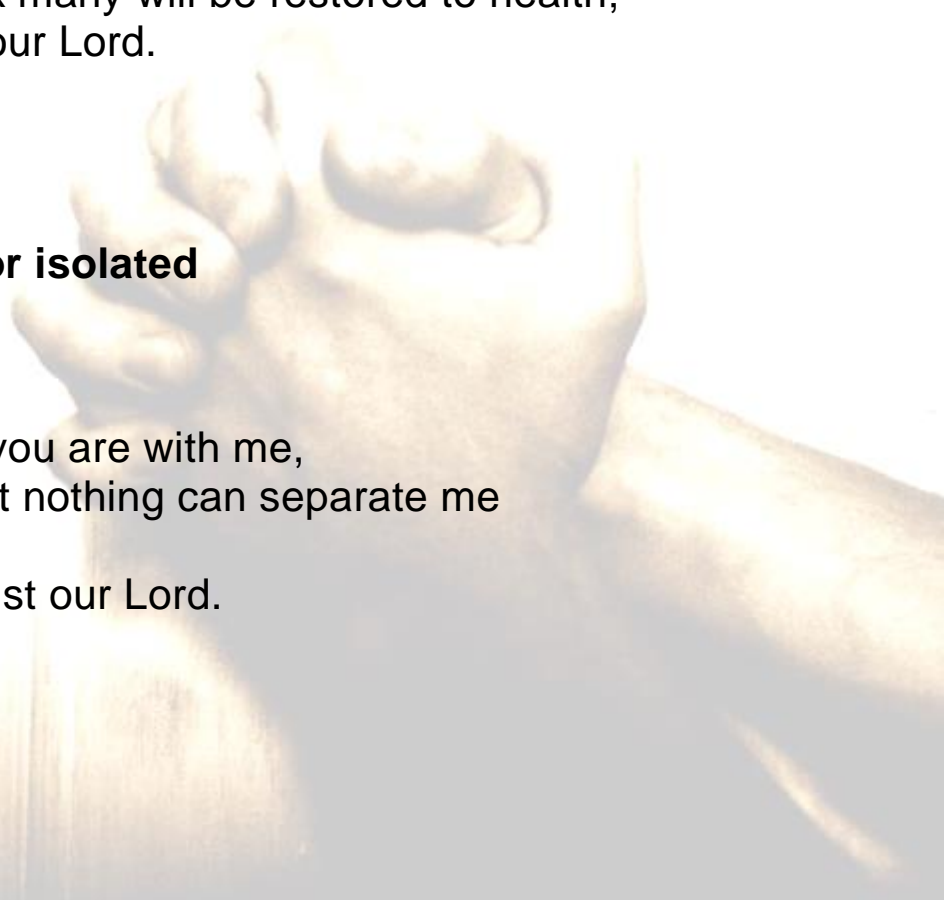 many will be restored to health,
our Lord.
or isolated
you are with me,
nothing can separate me
st our Lord.